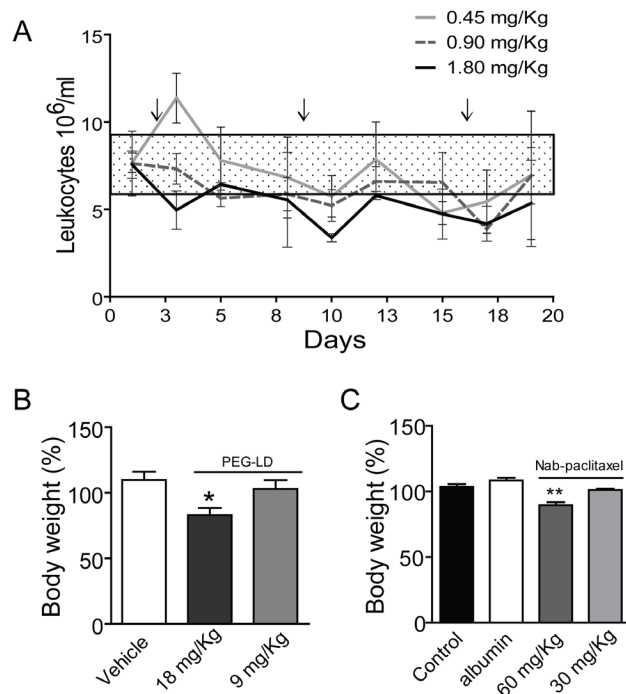 A
0.45 mg/Kg
0.90 mg/Kg
1.80 mg/Kg
Leukocytes 10⁶/ml
15
10
5
0
0 3 5 8 10 13 15 18 20
Days
B
Body weight (%)
150
100
50
0
PEG-LD
*
Vehicle
18 mg/Kg
9 mg/Kg
C
Body weight (%)
150
100
50
0
Nab-paclitaxel
**
Control
albumin
60 mg/Kg
30 mg/Kg